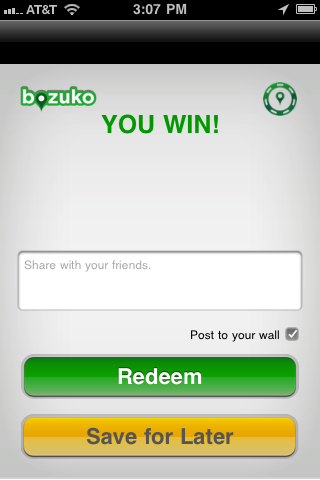 AT&T 3:07 PM
bozuko
YOU WIN!
Share with your friends.
Post to your wall
Redeem
Save for Later